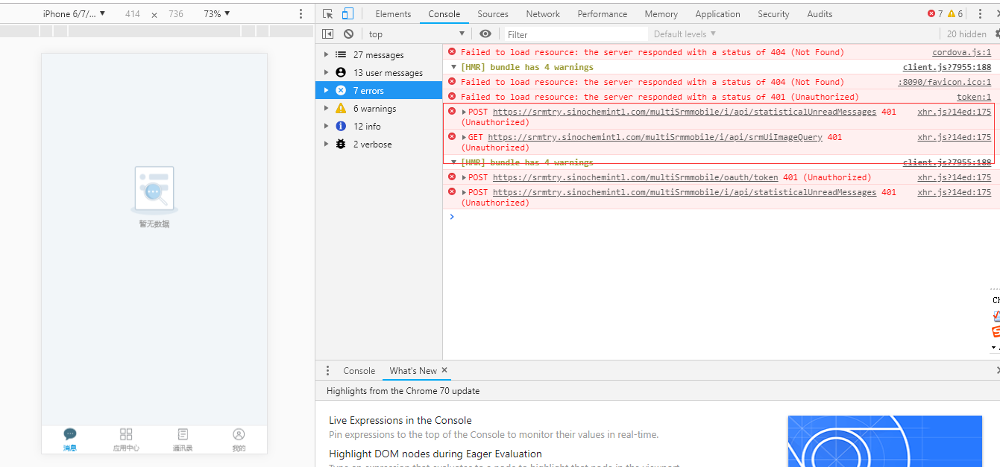 iPhone 6/7/... ▼ 414 × 736 73% ▼
Elements Console Sources Network Performance Memory Application Security Audits 7 6
top ▼ Filter Default levels ▼ 20 hidden
27 messages
13 user messages
7 errors
6 warnings
12 info
2 verbose
Failed to load resource: the server responded with a status of 404 (Not Found) cordova.js:1
[HMR] bundle has 4 warnings client.js?7955:188
Failed to load resource: the server responded with a status of 404 (Not Found) :8090/favicon.ico:1
Failed to load resource: the server responded with a status of 401 (Unauthorized) token:1
POST https://srmtry.sinochemintl.com/multiSrmmobile/i/api/statisticalUnreadMessages 401 xhr.js?14ed:175
(Unauthorized)
GET https://srmtry.sinochemintl.com/multiSrmmobile/i/api/srmUiImageQuery 401 xhr.js?14ed:175
(Unauthorized)
[HMR] bundle has 4 warnings client.js?7955:188
POST https://srmtry.sinochemintl.com/multiSrmmobile/oauth/token 401 (Unauthorized) xhr.js?14ed:175
POST https://srmtry.sinochemintl.com/multiSrmmobile/i/api/statisticalUnreadMessages 401 xhr.js?14ed:175
(Unauthorized)
暂无数据
消息 应用中心 通讯录 我的
Console What's New ×
Highlights from the Chrome 70 update
Live Expressions in the Console
Pin expressions to the top of the Console to monitor their values in real-time.
Highlight DOM nodes during Eager Evaluation